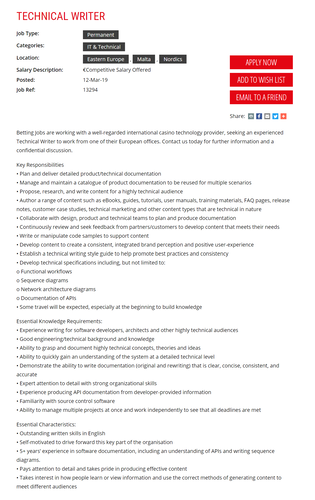 TECHNICAL WRITER
Job Type: Permanent
Categories: IT & Technical
Location: Eastern Europe Malta Nordics
Salary Description: €Competitive Salary Offered
Posted: 12-Mar-19
Job Ref: 13294
APPLY NOW
ADD TO WISH LIST
EMAIL TO A FRIEND
Share:
Betting Jobs are working with a well-regarded international casino technology provider, seeking an experienced
Technical Writer to work from one of their European offices. Contact us today for further information and a
confidential discussion.
Key Responsibilities
• Plan and deliver detailed product/technical documentation
• Manage and maintain a catalogue of product documentation to be reused for multiple scenarios
• Propose, research, and write content for a highly technical audience
• Author a range of content such as eBooks, guides, tutorials, user manuals, training materials, FAQ pages, release
notes, customer case studies, technical marketing and other content types that are technical in nature
• Collaborate with design, product and technical teams to plan and produce documentation
• Continuously review and seek feedback from partners/customers to develop content that meets their needs
• Write or manipulate code samples to support content
• Develop content to create a consistent, integrated brand perception and positive user-experience
• Establish a technical writing style guide to help promote best practices and consistency
• Develop technical specifications including, but not limited to:
o Functional workflows
o Sequence diagrams
o Network architecture diagrams
o Documentation of APIs
• Some travel will be expected, especially at the beginning to build knowledge
Essential Knowledge Requirements:
• Experience writing for software developers, architects and other highly technical audiences
• Good engineering/technical background and knowledge
• Ability to grasp and document highly technical concepts, theories and ideas
• Ability to quickly gain an understanding of the system at a detailed technical level
• Demonstrate the ability to write documentation (original and rewriting) that is clear, concise, consistent, and
accurate
• Expert attention to detail with strong organizational skills
• Experience producing API documentation from developer-provided information
• Familiarity with source control software
• Ability to manage multiple projects at once and work independently to see that all deadlines are met
Essential Characteristics:
• Outstanding written skills in English
• Self-motivated to drive forward this key part of the organisation
• 5+ years' experience in software documentation, including an understanding of APIs and writing sequence
diagrams.
• Pays attention to detail and takes pride in producing effective content
• Takes interest in how people learn or view information and use the correct methods of generating content to
meet different audiences